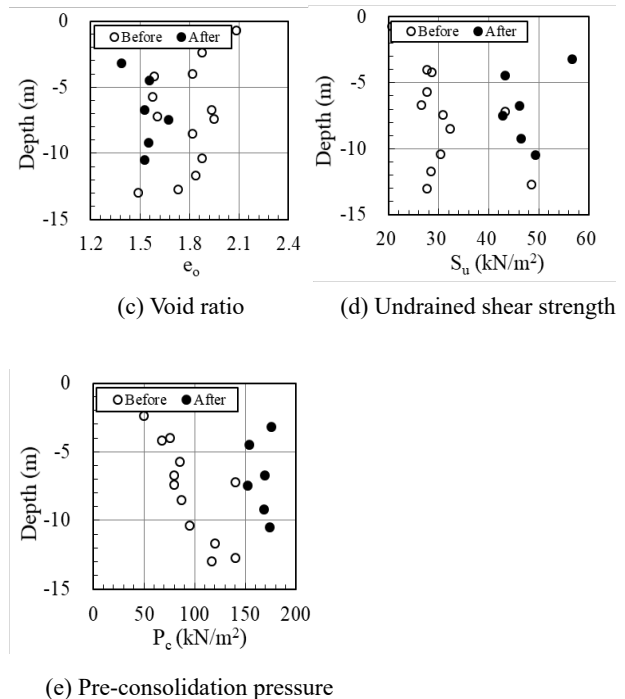 0
Before After
-5
Depth (m)
-10
-15
1.2 1.5 1.8 2.1 2.4
eₒ
(c) Void ratio
0
Before After
-5
Depth (m)
-10
-15
20 30 40 50 60
Sᵤ (kN/m²)
(d) Undrained shear strength
0
Before After
-5
Depth (m)
-10
-15
0 50 100 150 200
P_c (kN/m²)
(e) Pre-consolidation pressure